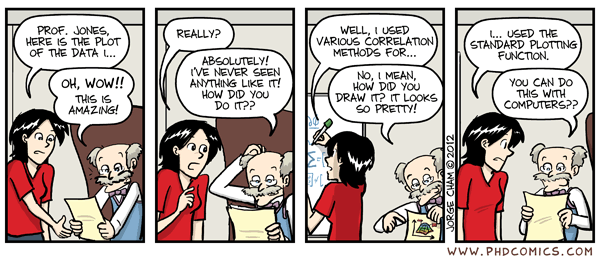 PROF. JONES,
HERE IS THE PLOT
OF THE DATA I...
OH, WOW!!
THIS IS
AMAZING!
REALLY?
ABSOLUTELY!
I'VE NEVER SEEN
ANYTHING LIKE IT!
HOW DID YOU
DO IT??
WELL, I USED
VARIOUS CORRELATION
METHODS FOR...
NO, I MEAN,
HOW DID YOU
DRAW IT? IT LOOKS
SO PRETTY!
JORGE CHAM © 2012
I... USED THE
STANDARD PLOTTING
FUNCTION.
YOU CAN DO
THIS WITH
COMPUTERS??
WWW.PHDCOMICS.COM